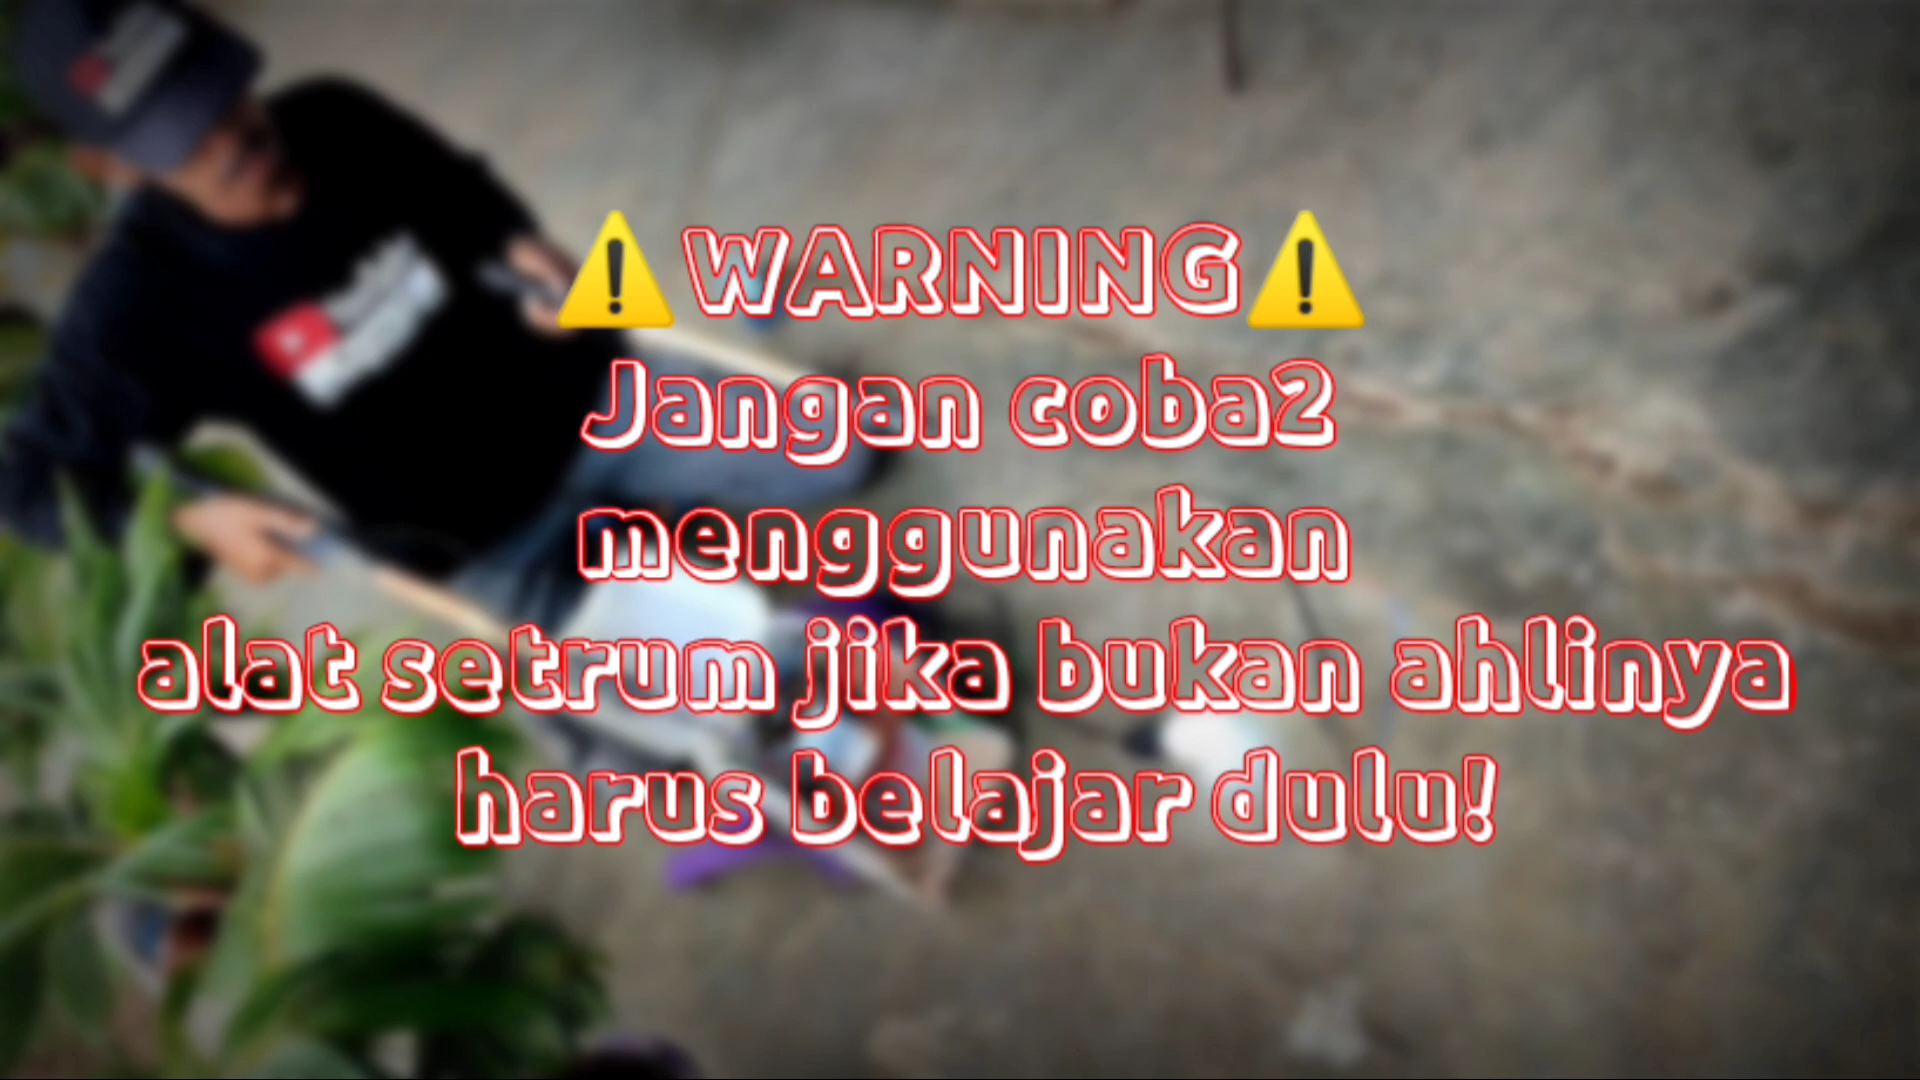 ⚠️WARNING⚠️
Jangan coba2
menggunakan
alat setrum jika bukan ahlinya
harus belajar dulu!